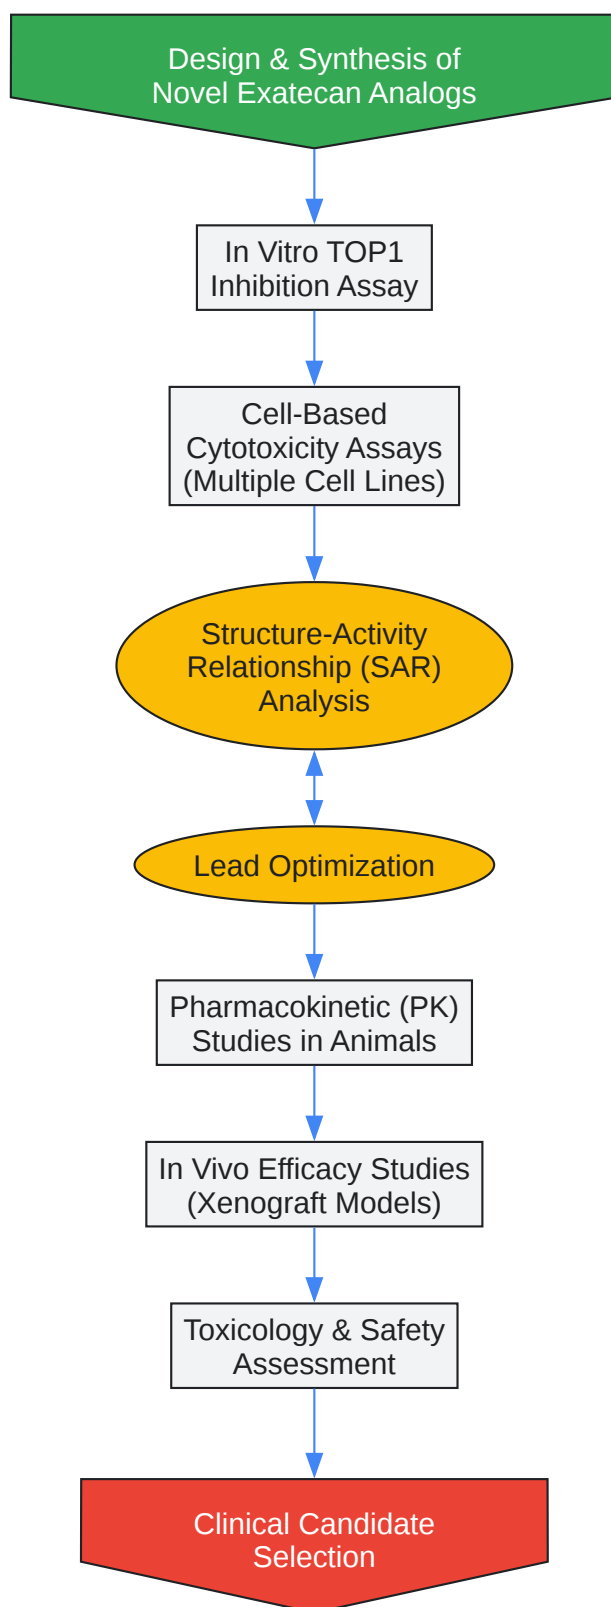 Design & Synthesis of
Novel Exatecan Analogs
In Vitro TOP1
Inhibition Assay
Cell-Based
Cytotoxicity Assays
(Multiple Cell Lines)
Structure-Activity
Relationship (SAR)
Analysis
Lead Optimization
Pharmacokinetic (PK)
Studies in Animals
In Vivo Efficacy Studies
(Xenograft Models)
Toxicology & Safety
Assessment
Clinical Candidate
Selection